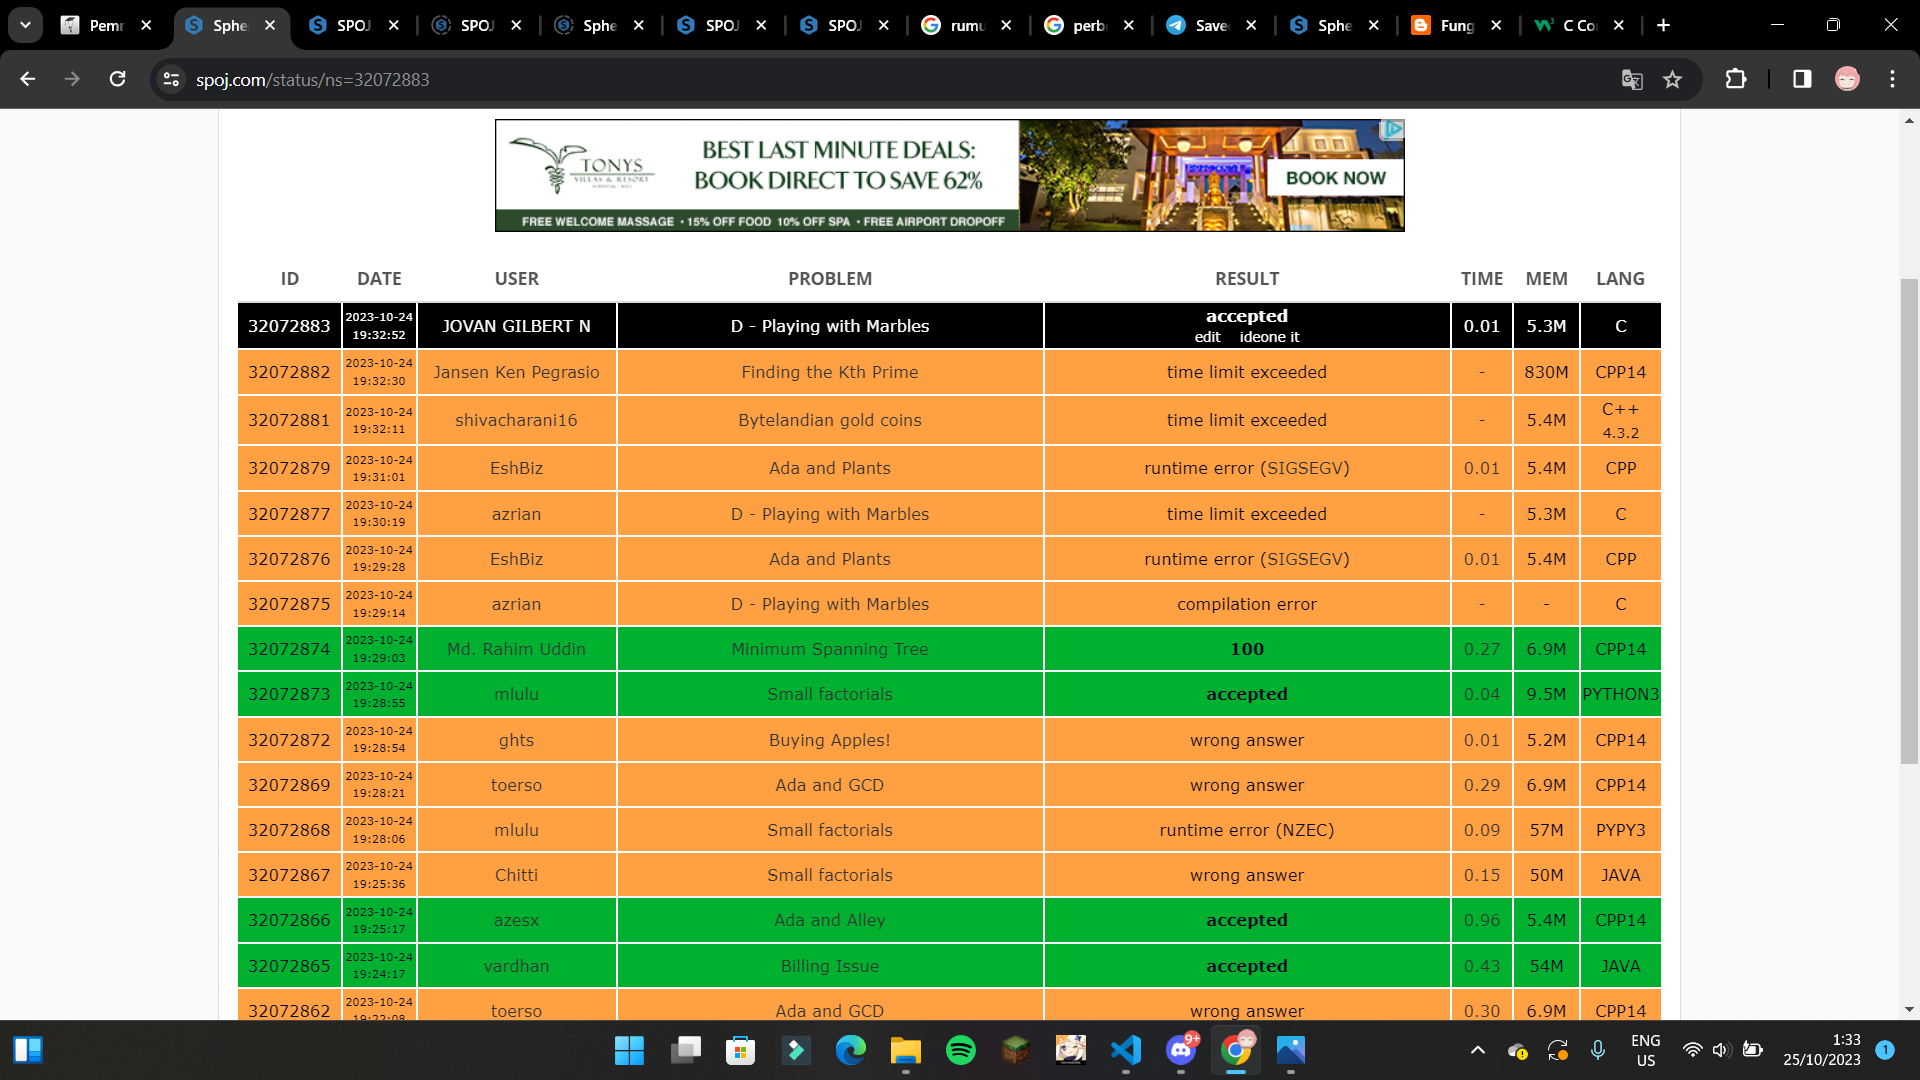 Pemr
Sphe
SPOJ
SPOJ
Sphe
SPOJ
SPOJ
rumu
perb
Save
Sphe
Fung
C Co
spoj.com/status/ns=32072883
TONYS
VILLAS & RESORT
BEST LAST MINUTE DEALS:
BOOK DIRECT TO SAVE 62%
BOOK NOW
FREE WELCOME MASSAGE • 15% OFF FOOD 10% OFF SPA • FREE AIRPORT DROPOFF
ID DATE USER PROBLEM RESULT TIME MEM LANG
32072883 2023-10-24 19:32:52 JOVAN GILBERT N D - Playing with Marbles accepted edit ideone it 0.01 5.3M C
32072882 2023-10-24 19:32:30 Jansen Ken Pegrasio Finding the Kth Prime time limit exceeded - 830M CPP14
32072881 2023-10-24 19:32:11 shivacharani16 Bytelandian gold coins time limit exceeded - 5.4M C++ 4.3.2
32072879 2023-10-24 19:31:01 EshBiz Ada and Plants runtime error (SIGSEGV) 0.01 5.4M CPP
32072877 2023-10-24 19:30:19 azrian D - Playing with Marbles time limit exceeded - 5.3M C
32072876 2023-10-24 19:29:28 EshBiz Ada and Plants runtime error (SIGSEGV) 0.01 5.4M CPP
32072875 2023-10-24 19:29:14 azrian D - Playing with Marbles compilation error - - C
32072874 2023-10-24 19:29:03 Md. Rahim Uddin Minimum Spanning Tree 100 0.27 6.9M CPP14
32072873 2023-10-24 19:28:55 mlulu Small factorials accepted 0.04 9.5M PYTHON3
32072872 2023-10-24 19:28:54 ghts Buying Apples! wrong answer 0.01 5.2M CPP14
32072869 2023-10-24 19:28:21 toerso Ada and GCD wrong answer 0.29 6.9M CPP14
32072868 2023-10-24 19:28:06 mlulu Small factorials runtime error (NZEC) 0.09 57M PYPY3
32072867 2023-10-24 19:25:36 Chitti Small factorials wrong answer 0.15 50M JAVA
32072866 2023-10-24 19:25:17 azesx Ada and Alley accepted 0.96 5.4M CPP14
32072865 2023-10-24 19:24:17 vardhan Billing Issue accepted 0.43 54M JAVA
32072862 2023-10-24 19:22:08 toerso Ada and GCD wrong answer 0.30 6.9M CPP14
9+
ENG
US
1:33
25/10/2023
1